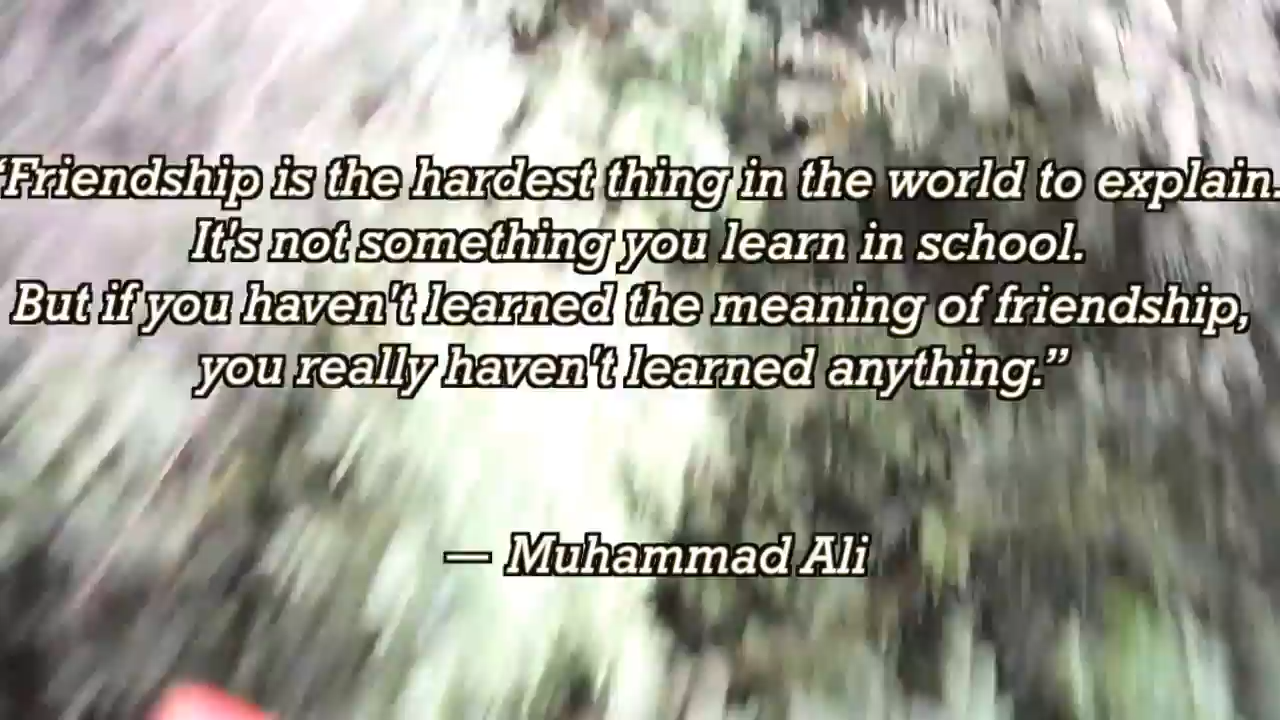 “Friendship is the hardest thing in the world to explain.
It's not something you learn in school.
But if you haven't learned the meaning of friendship,
you really haven't learned anything.”
— Muhammad Ali